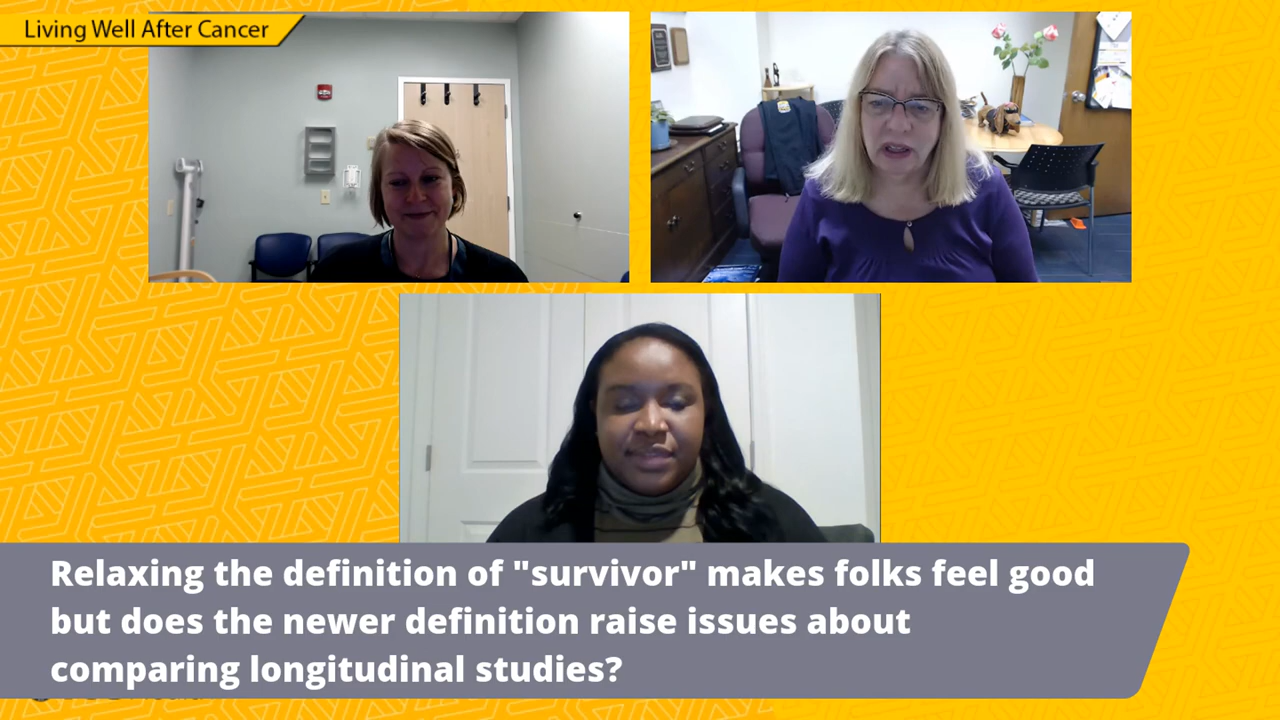 Living Well After Cancer
Relaxing the definition of "survivor" makes folks feel good
but does the newer definition raise issues about
comparing longitudinal studies?